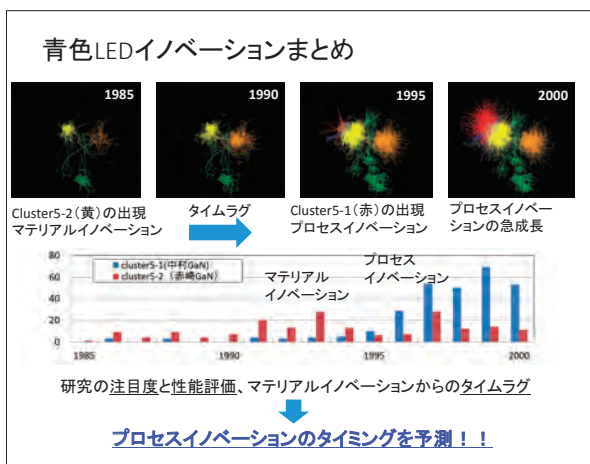 青色LEDイノベーションまとめ
1985
1990
1995
2000
Cluster5-2(黄)の出現
マテリアルイノベーション
タイムラグ
Cluster5-1(赤)の出現
プロセスイノベーション
プロセスイノベー
ションの急成長
80
60
40
20
0
cluster5-1(中村GaN)
cluster5-2 (赤崎GaN)
マテリアル
イノベーション
プロセス
イノベーション
1985
1990
1995
2000
研究の注目度と性能評価、マテリアルイノベーションからのタイムラグ
プロセスイノベーションのタイミングを予測！！